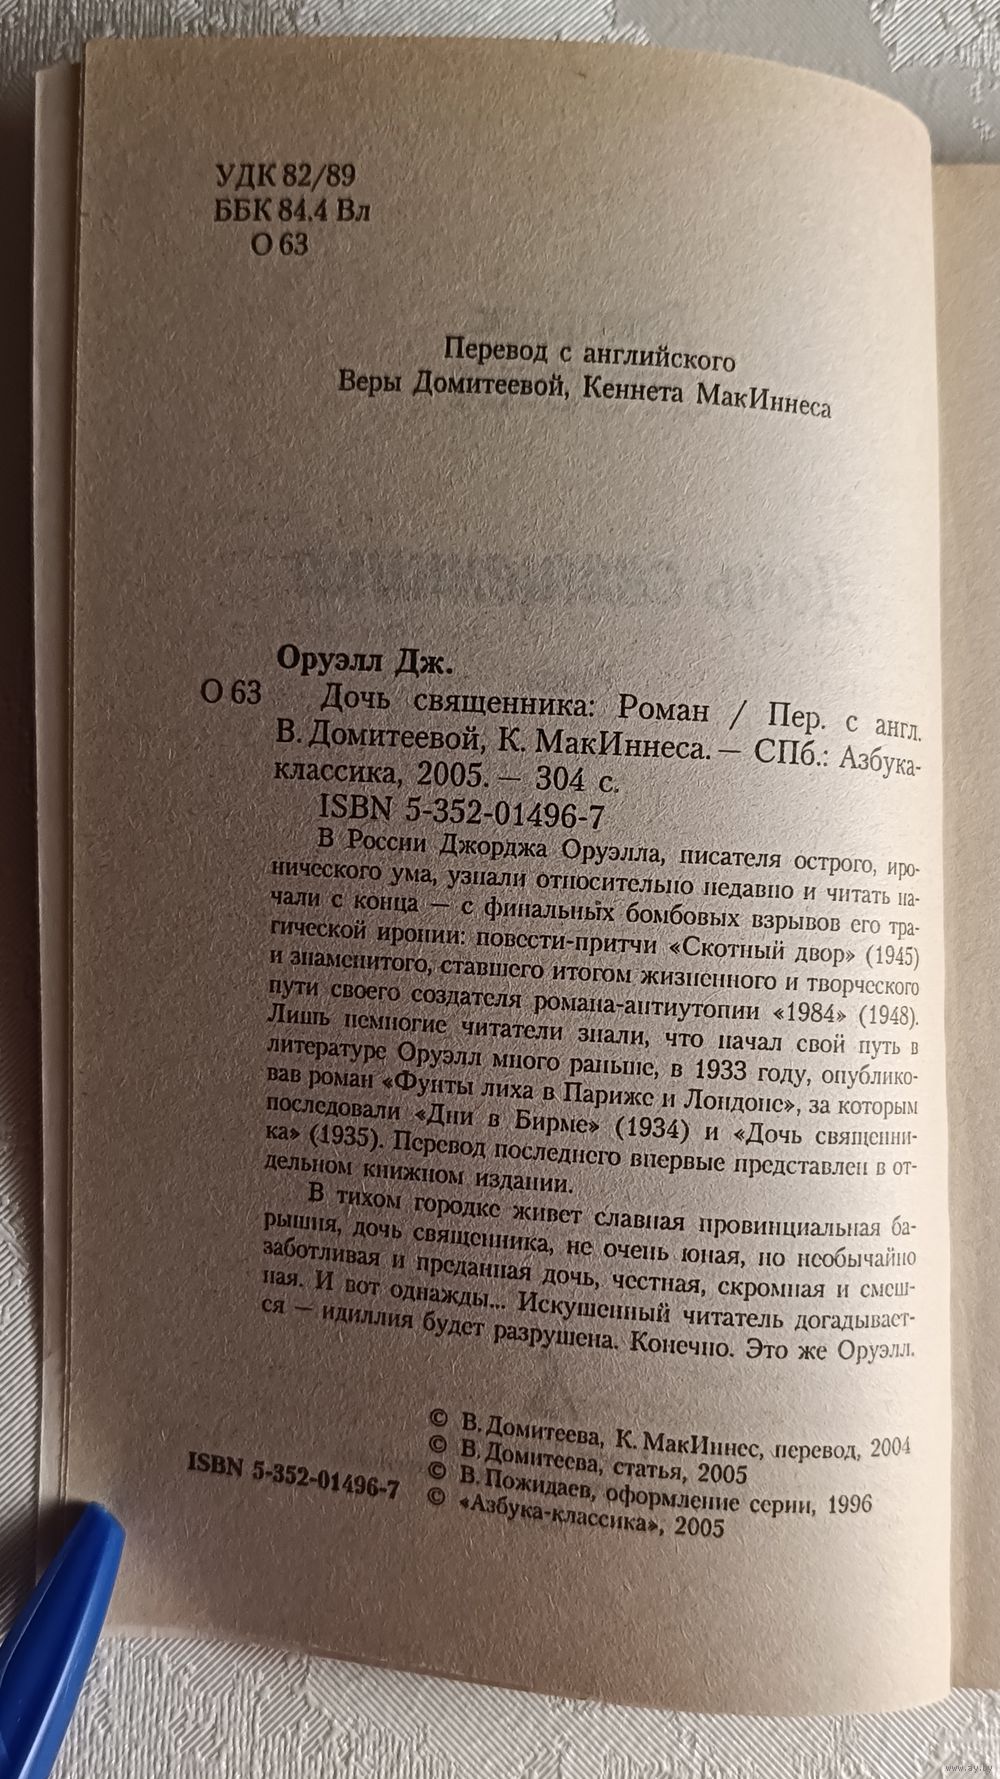 УДК 82/89
ББК 84.4 Вл
О 63
Перевод с английского
Веры Домитеевой, Кеннета МакИннеса
Оруэлл Дж.
О 63 Дочь священника: Роман / Пер. с англ.
В. Домитеевой, К. МакИннеса. — СПб.: Азбука-
классика, 2005. — 304 с.
ISBN 5-352-01496-7
В России Джорджа Оруэлла, писателя острого, иро-
нического ума, узнали относительно недавно и читать на-
чали с конца — с финальных бомбовых взрывов его тра-
гической иронии: повести-притчи «Скотный двор» (1945)
и знаменитого, ставшего итогом жизненного и творческого
пути своего создателя романа-антиутопии «1984» (1948).
Лишь немногие читатели знали, что начал свой путь в
литературе Оруэлл много раньше, в 1933 году, опублико-
вав роман «Фунты лиха в Париже и Лондоне», за которым
последовали «Дни в Бирме» (1934) и «Дочь священни-
ка» (1935). Перевод последнего впервые представлен в от-
дельном книжном издании.
В тихом городке живет славная провинциальная ба-
рышня, дочь священника, не очень юная, но необычайно
заботливая и преданная дочь, честная, скромная и смеш-
ная. И вот однажды... Искушенный читатель догадывает-
ся — идиллия будет разрушена. Конечно. Это же Оруэлл.
© В. Домитеева, К. МакИннес, перевод, 2004
© В. Домитеева, статья, 2005
© В. Пожидаев, оформление серии, 1996
ISBN 5-352-01496-7 © «Азбука-классика», 2005
www.ay.by